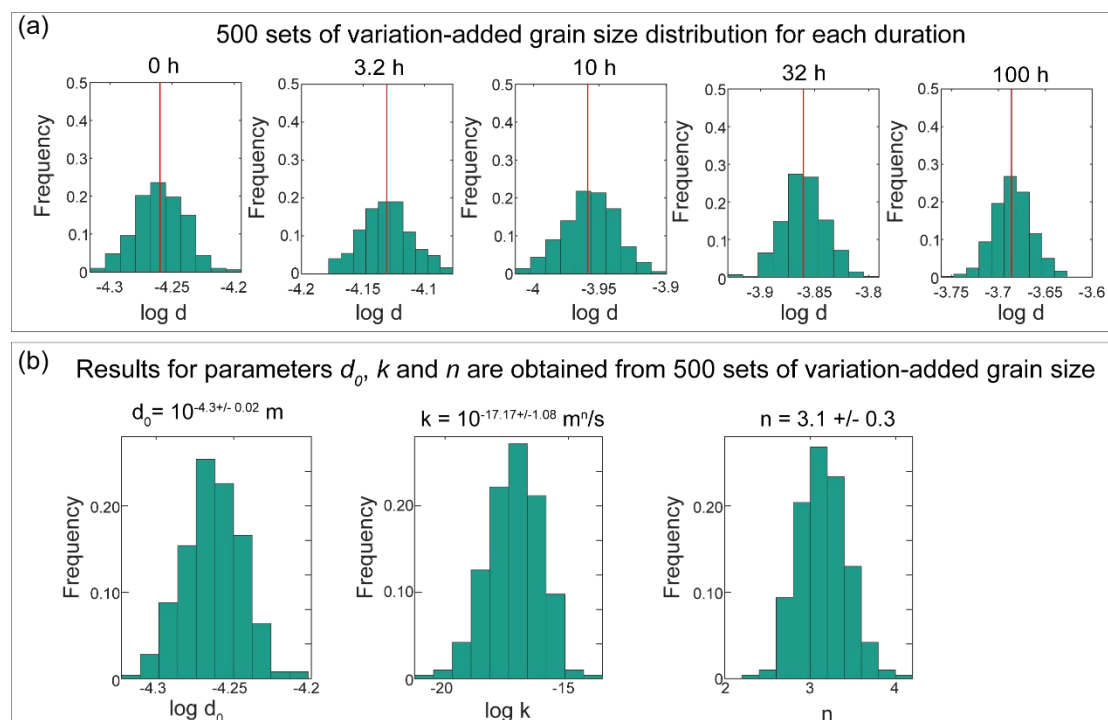 (a)
500 sets of variation-added grain size distribution for each duration
0 h
3.2 h
10 h
32 h
100 h
0.5
0.4
0.3
0.2
0.1
0
Frequency
-4.3
-4.25
-4.2
log d
0.5
0.4
0.3
0.2
0.1
0
Frequency
-4.2
-4.15
-4.1
log d
0.5
0.4
0.3
0.2
0.1
0
Frequency
-4
-3.95
-3.9
log d
0.5
0.4
0.3
0.2
0.1
0
Frequency
-3.9
-3.85
-3.8
log d
0.5
0.4
0.3
0.2
0.1
0
Frequency
-3.75
-3.7
-3.65
-3.6
log d
(b)
Results for parameters d₀, k and n are obtained from 500 sets of variation-added grain size
d₀= 10^-4.3+/- 0.02 m
k = 10^-17.17+/-1.08 mⁿ/s
n = 3.1 +/- 0.3
0.20
0.10
0
Frequency
-4.3
-4.25
-4.2
log d₀
0.20
0.10
0
Frequency
-20
-15
log k
0.20
0.10
0
Frequency
2
3
4
n